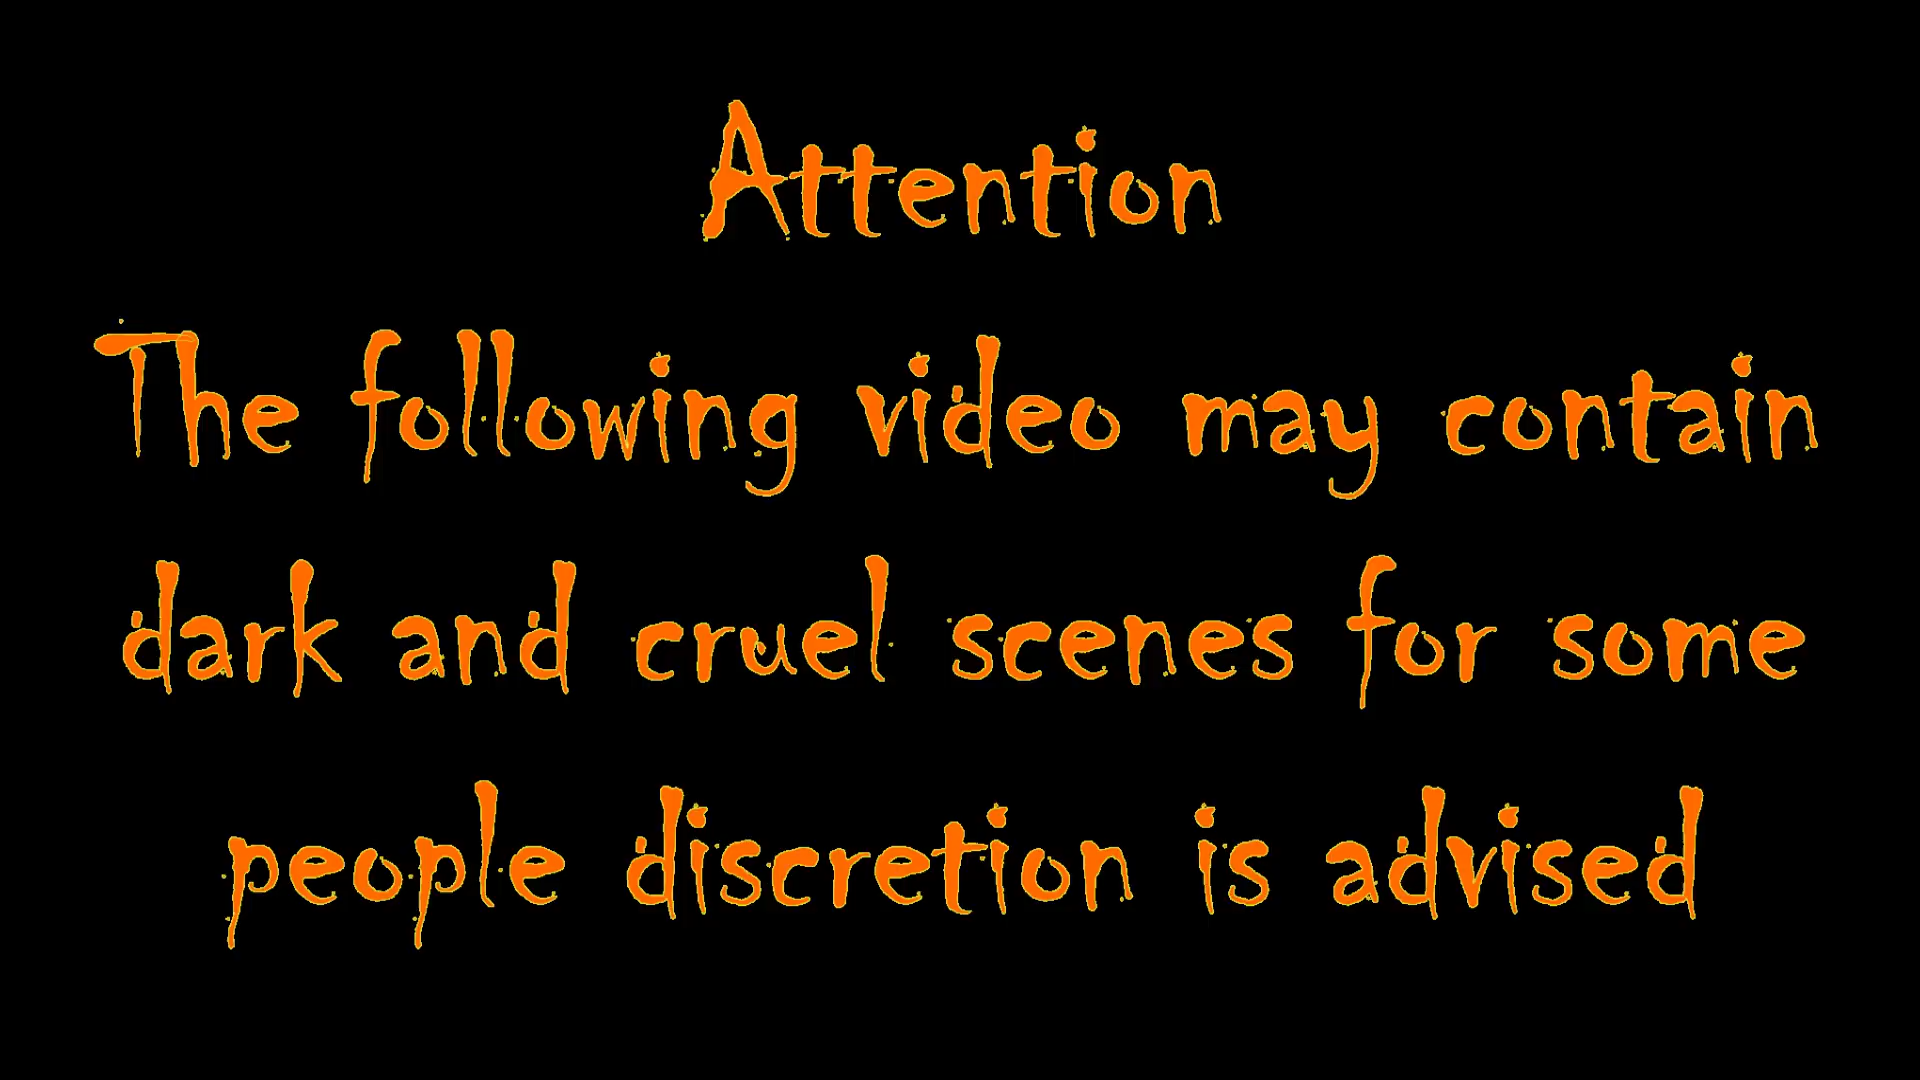 Attention
The following video may contain
dark and cruel scenes for some
people discretion is advised